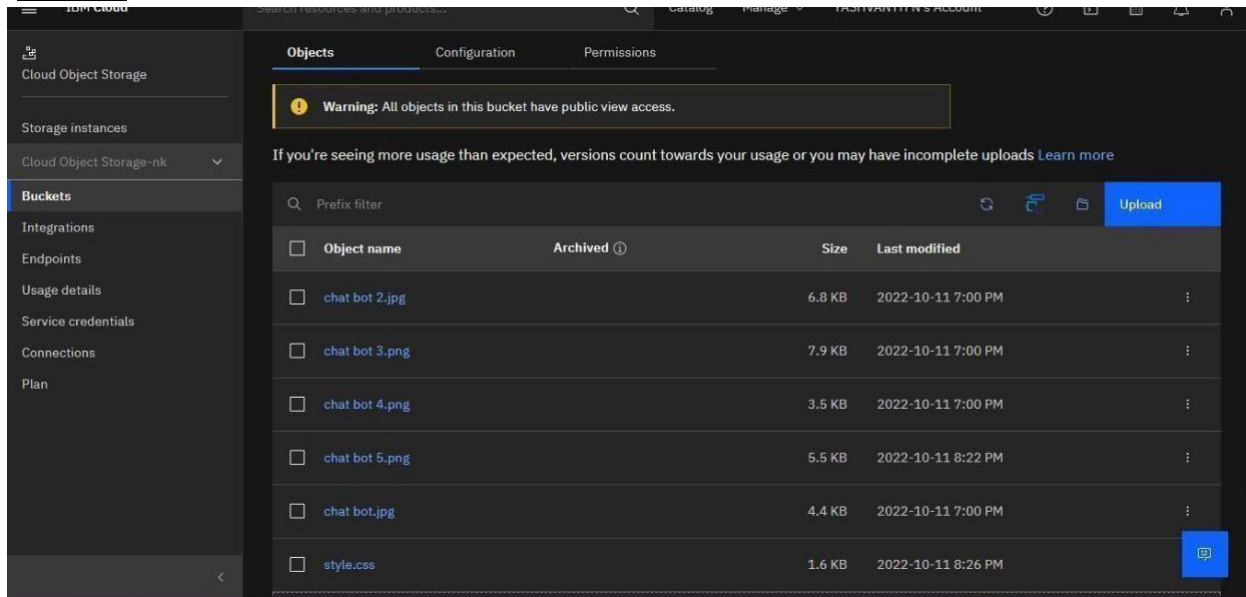 IBM Cloud
Search resources and products...
Catalog
Manage
YASHVANTH N's Account
Cloud Object Storage
Storage instances
Cloud Object Storage-nk
Buckets
Integrations
Endpoints
Usage details
Service credentials
Connections
Plan
Objects Configuration Permissions
Warning: All objects in this bucket have public view access.
If you're seeing more usage than expected, versions count towards your usage or you may have incomplete uploads Learn more
Prefix filter
Upload
Object name Archived Size Last modified
chat bot 2.jpg 6.8 KB 2022-10-11 7:00 PM
chat bot 3.png 7.9 KB 2022-10-11 7:00 PM
chat bot 4.png 3.5 KB 2022-10-11 7:00 PM
chat bot 5.png 5.5 KB 2022-10-11 8:22 PM
chat bot.jpg 4.4 KB 2022-10-11 7:00 PM
style.css 1.6 KB 2022-10-11 8:26 PM